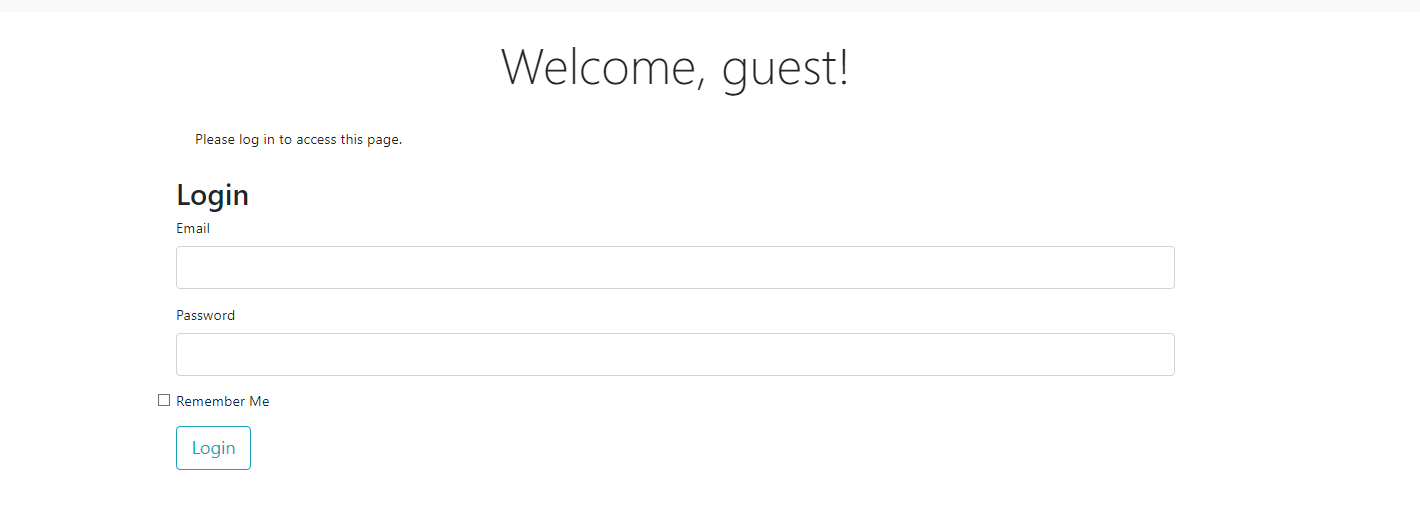 Welcome, guest!
Please log in to access this page.
Login
Email
Password
Remember Me
Login